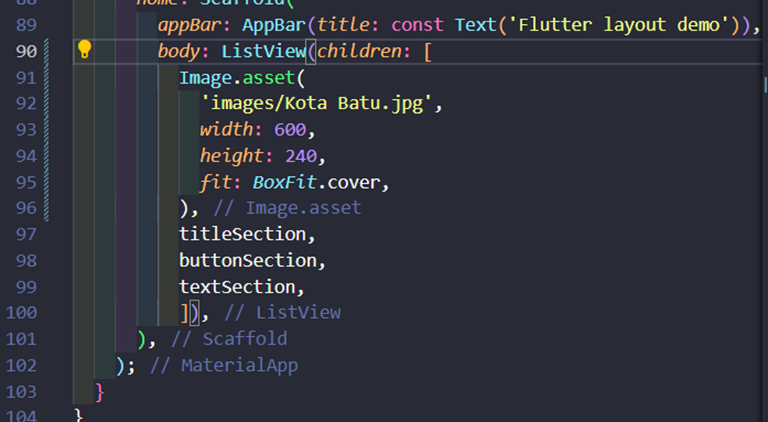 88 home: Scaffold(
89 appBar: AppBar(title: const Text('Flutter layout demo')),
90 body: ListView(children: [
91 Image.asset(
92 'images/Kota Batu.jpg',
93 width: 600,
94 height: 240,
95 fit: BoxFit.cover,
96 ), // Image.asset
97 titleSection,
98 buttonSection,
99 textSection,
100 ]), // ListView
101 ), // Scaffold
102 ); // MaterialApp
103 }
104 }